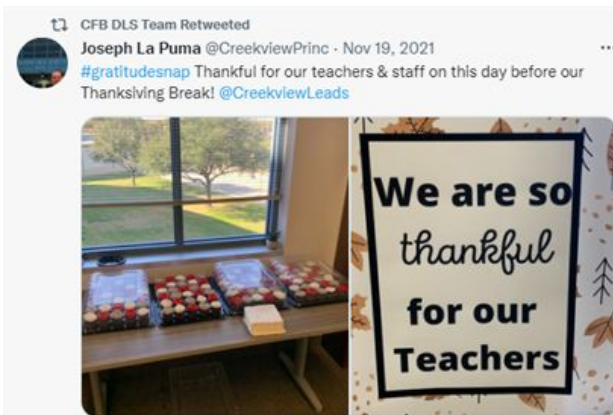 CFB DLS Team Retweeted
Joseph La Puma @CreekviewPrinc · Nov 19, 2021
#gratitudesnap Thankful for our teachers & staff on this day before our
Thanksiving Break! @CreekviewLeads
We are so
thankful
for our
Teachers